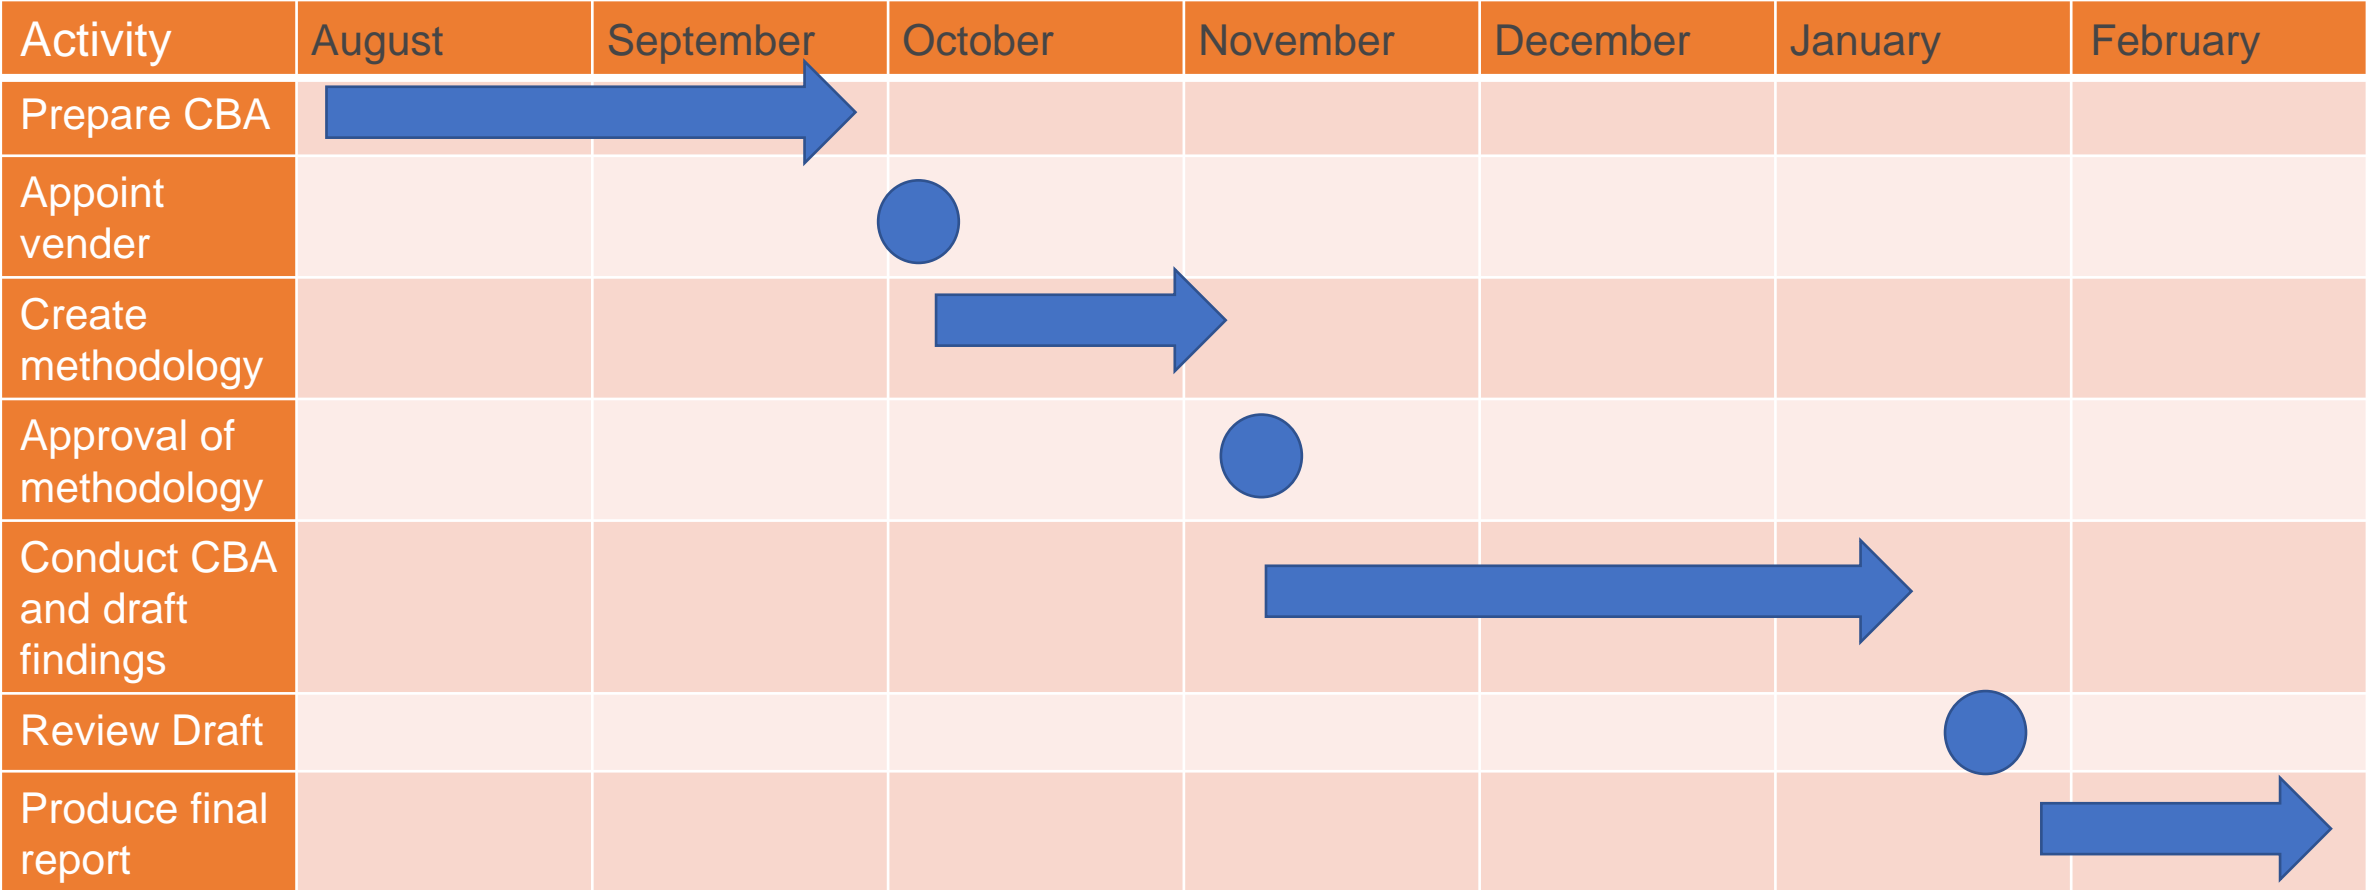 Activity August September October November December January February
Prepare CBA
Appoint
vender
Create
methodology
Approval of
methodology
Conduct CBA
and draft
findings
Review Draft
Produce final
report